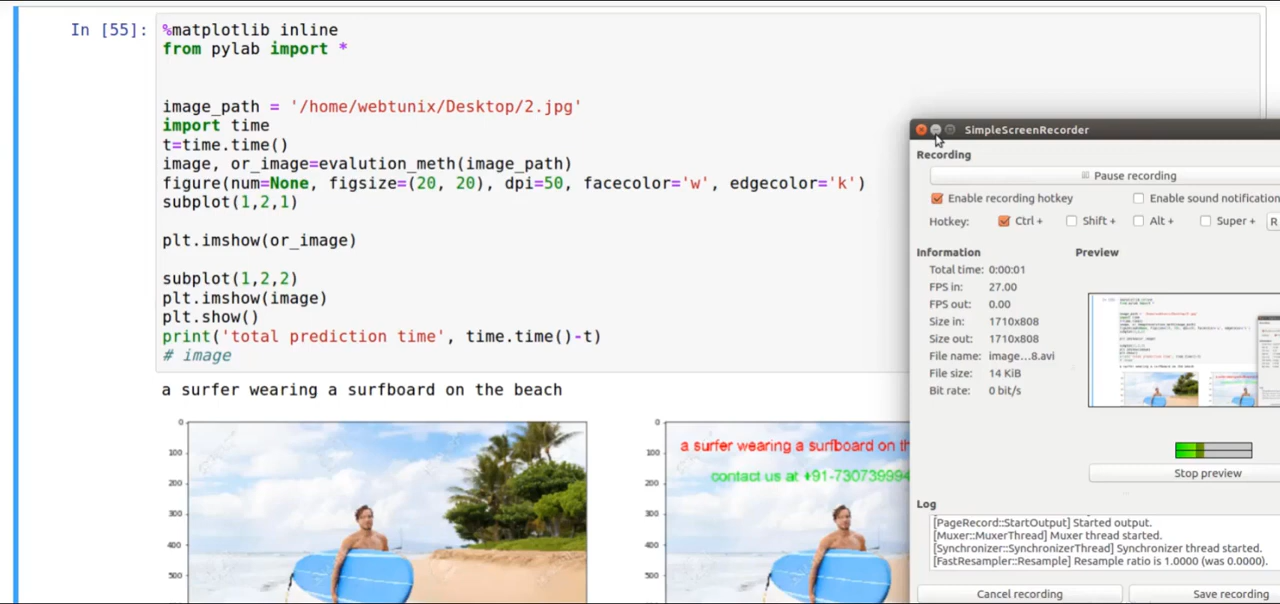 In [55]:
%matplotlib inline
from pylab import *
image_path = '/home/webtunix/Desktop/2.jpg'
import time
t=time.time()
image, or_image=evalution_meth(image_path)
figure(num=None, figsize=(20, 20), dpi=50, facecolor='w', edgecolor='k')
subplot(1,2,1)
plt.imshow(or_image)
subplot(1,2,2)
plt.imshow(image)
plt.show()
print('total prediction time', time.time()-t)
# image
a surfer wearing a surfboard on the beach
0
100
200
300
400
500
0
100
200
300
400
500
a surfer wearing a surfboard on th
contact us at +91-730739994
SimpleScreenRecorder
Recording
Pause recording
Enable recording hotkey
Enable sound notification
Hotkey: Ctrl + Shift + Alt + Super + R
Information
Preview
Total time: 0:00:01
FPS in: 27.00
FPS out: 0.00
Size in: 1710x808
Size out: 1710x808
File name: image...8.avi
File size: 14 KiB
Bit rate: 0 bit/s
Stop preview
Log
[PageRecord::StartOutput] Started output.
[Muxer::MuxerThread] Muxer thread started.
[Synchronizer::SynchronizerThread] Synchronizer thread started.
[FastResampler::Resample] Resample ratio is 1.0000 (was 0.0000).
Cancel recording
Save recording